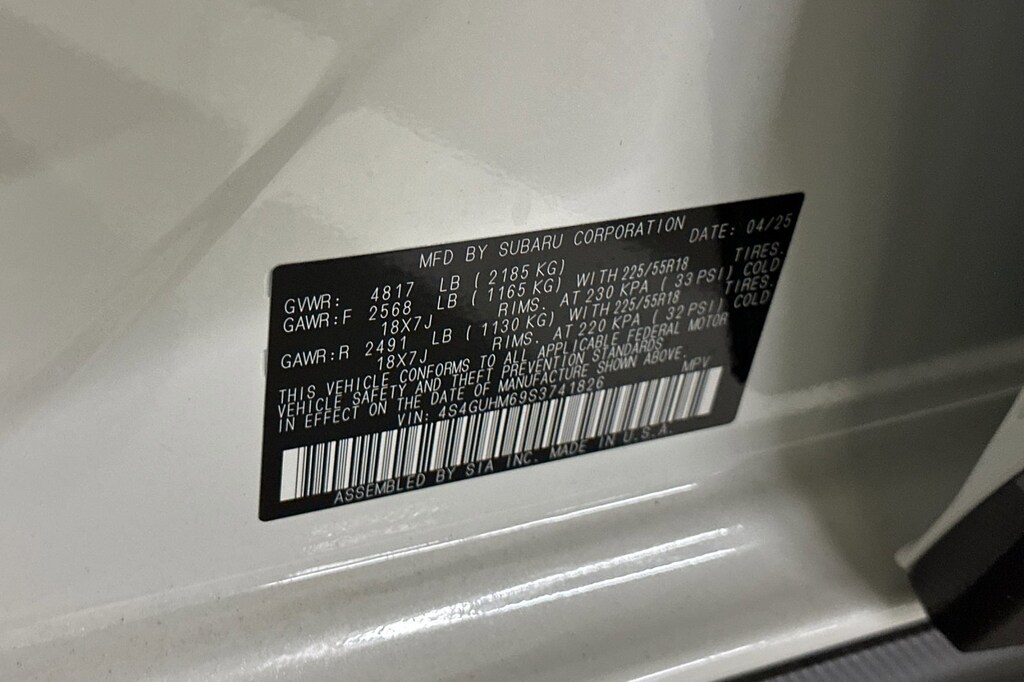 MFD BY SUBARU CORPORATION DATE: 04/25
GVWR: 4817 LB ( 2185 KG)
GAWR:F 2568 LB ( 1165 KG) WITH 225/55R18 TIRES.
18X7J RIMS. AT 230 KPA ( 33 PSI) COLD
GAWR:R 2491 LB ( 1130 KG) WITH 225/55R18 TIRES.
18X7J RIMS. AT 220 KPA ( 32 PSI) COLD
THIS VEHICLE CONFORMS TO ALL APPLICABLE FEDERAL MOTOR
VEHICLE SAFETY AND THEFT PREVENTION STANDARDS
IN EFFECT ON THE DATE OF MANUFACTURE SHOWN ABOVE.
VIN: 4S4GUHM69S3741826 MPV
ASSEMBLED BY SIA INC. MADE IN U.S.A.